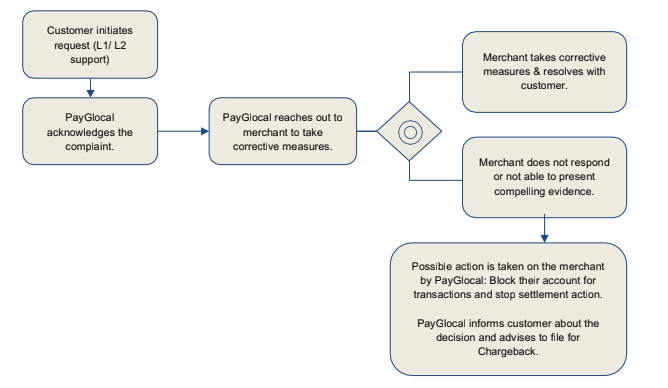 Customer initiates
request (L1/ L2
support)
PayGlocal
acknowledges the
complaint.
PayGlocal reaches out to
merchant to take
corrective measures.
Merchant takes corrective
measures & resolves with
customer.
Merchant does not respond
or not able to present
compelling evidence.
Possible action is taken on the merchant
by PayGlocal: Block their account for
transactions and stop settlement action.
PayGlocal informs customer about the
decision and advises to file for
Chargeback.